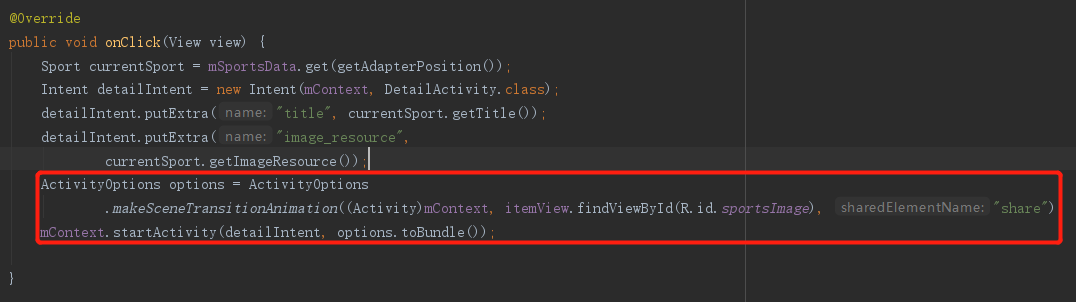 @Override
public void onClick(View view) {
Sport currentSport = mSportsData.get(getAdapterPosition());
Intent detailIntent = new Intent(mContext, DetailActivity.class);
detailIntent.putExtra( name: "title", currentSport.getTitle());
detailIntent.putExtra( name: "image_resource",
currentSport.getImageResource());
ActivityOptions options = ActivityOptions
.makeSceneTransitionAnimation((Activity)mContext, itemView.findViewById(R.id.sportsImage), sharedElementName: "share")
mContext.startActivity(detailIntent, options.toBundle());
}